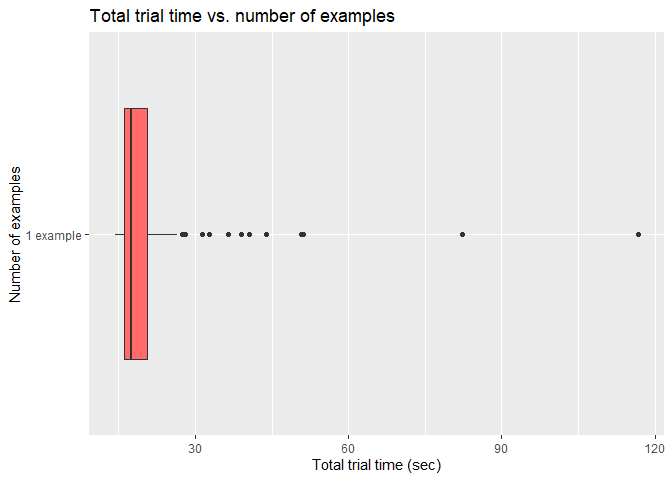 Total trial time vs. number of examples
Number of examples
1 example
30 60 90 120
Total trial time (sec)